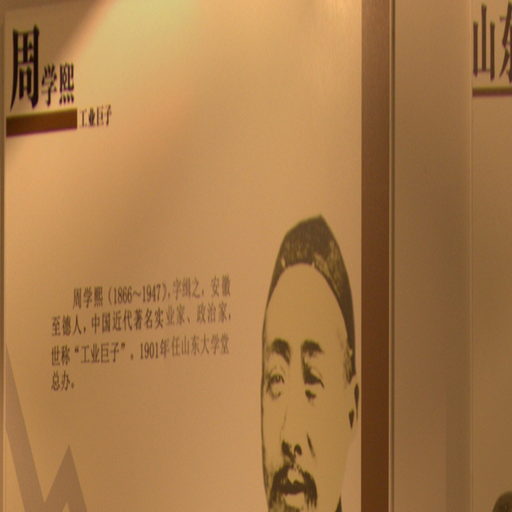 周学熙
工业巨子
周学熙（1866～1947），字缉之，安徽
至德人，中国近代著名实业家、政治家，
世称“工业巨子”。1901年任山东大学堂
总办。
山东